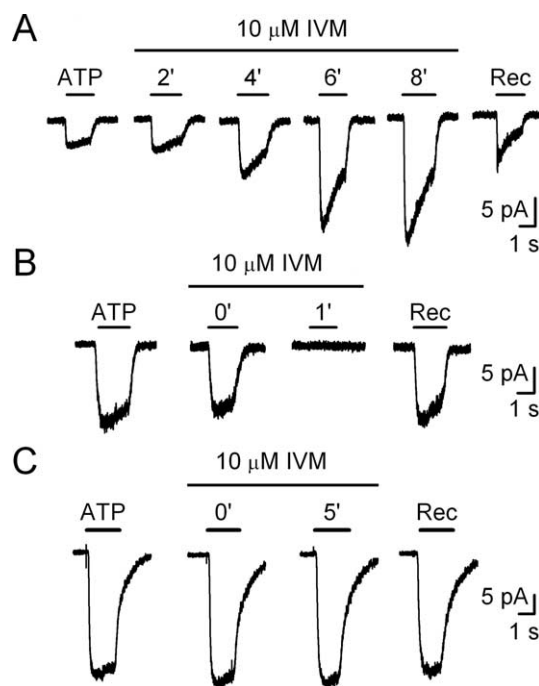 A
10 μM IVM
ATP 2' 4' 6' 8' Rec
5 pA
1 s
B
10 μM IVM
ATP 0' 1' Rec
5 pA
1 s
C
10 μM IVM
ATP 0' 5' Rec
5 pA
1 s